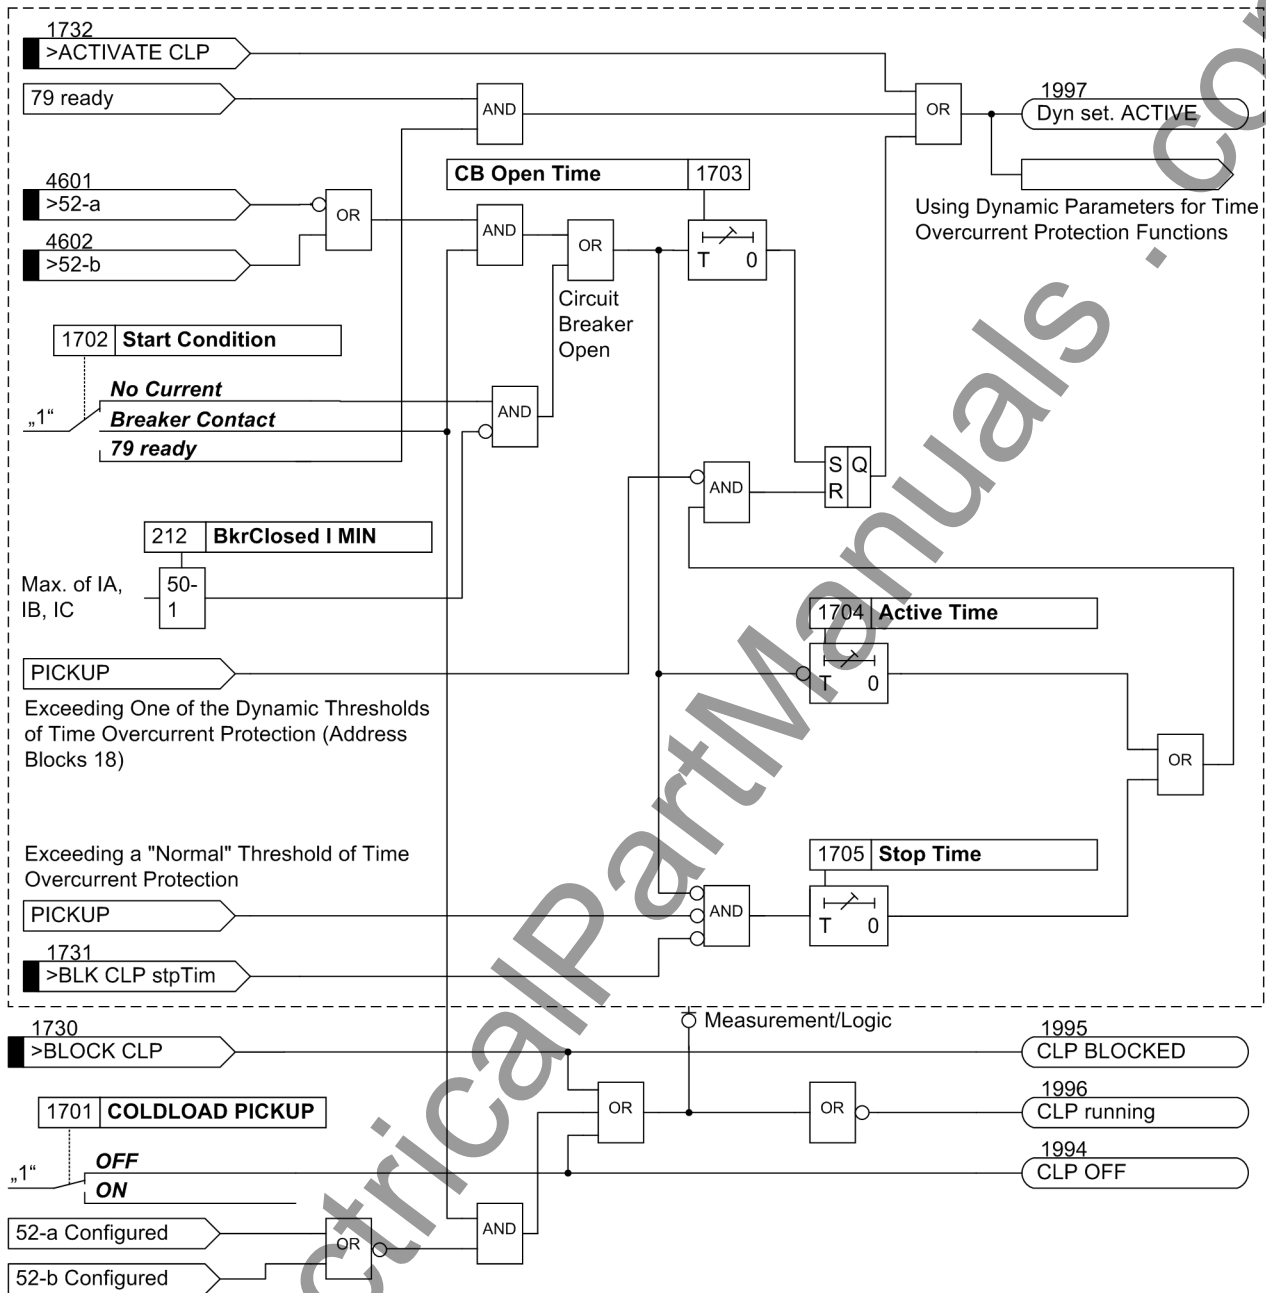 1732
>ACTIVATE CLP
79 ready
AND
OR
1997
Dyn set. ACTIVE
Using Dynamic Parameters for Time
Overcurrent Protection Functions
CB Open Time 1703
4601
>52-a
4602
>52-b
OR
AND
OR
T 0
Circuit
Breaker
Open
1702 Start Condition
„1“
No Current
Breaker Contact
79 ready
AND
S Q
R
AND
212 BkrClosed I MIN
Max. of IA,
IB, IC
50-
1
1704 Active Time
T 0
PICKUP
Exceeding One of the Dynamic Thresholds
of Time Overcurrent Protection (Address
Blocks 18)
OR
Exceeding a "Normal" Threshold of Time
Overcurrent Protection
1705 Stop Time
T 0
PICKUP
AND
1731
>BLK CLP stpTim
Measurement/Logic
1730
>BLOCK CLP
1995
CLP BLOCKED
OR
OR
1996
CLP running
1701 COLDLOAD PICKUP
„1“
OFF
ON
1994
CLP OFF
52-a Configured
OR
AND
52-b Configured
ctricalPartManuals . co